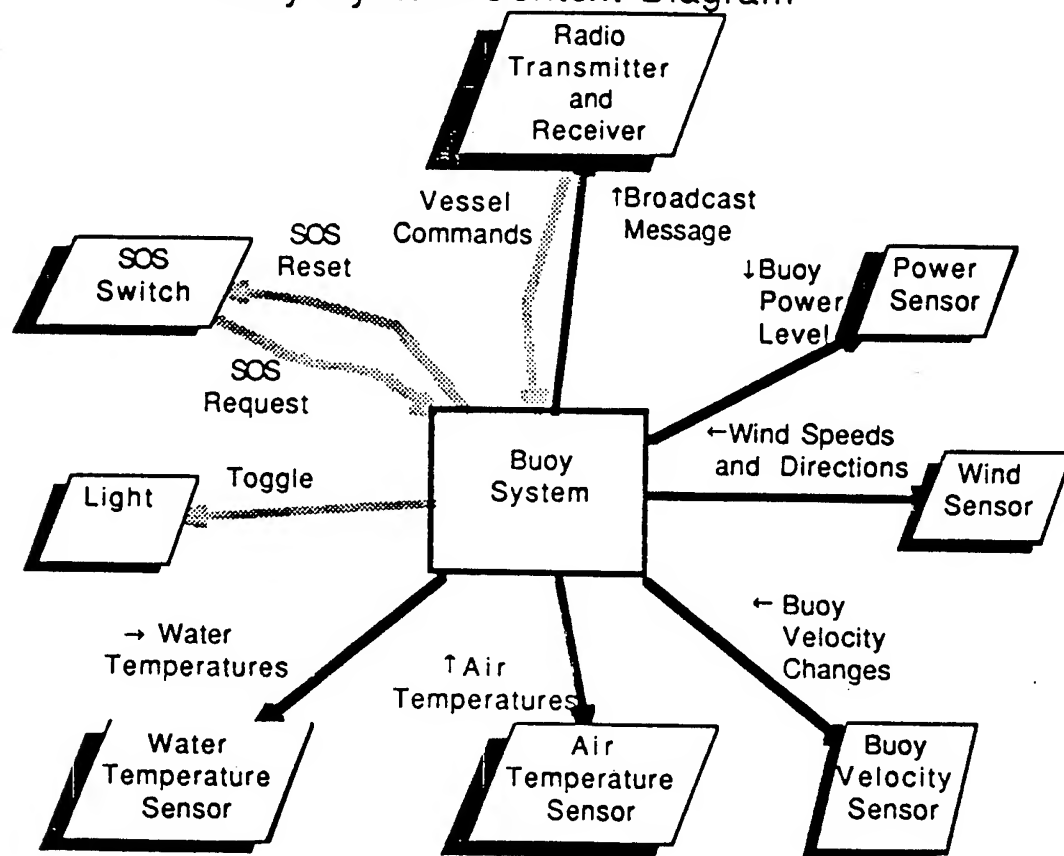 Context Diagram
Radio
Transmitter
and
Receiver
Vessel
Commands
↑Broadcast
Message
SOS
Reset
SOS
Switch
↓Buoy
Power
Level
Power
Sensor
SOS
Request
Buoy
System
←Wind Speeds
and Directions
Wind
Sensor
Toggle
Light
→ Water
Temperatures
↑Air
Temperatures
← Buoy
Velocity
Changes
Water
Temperature
Sensor
Air
Temperature
Sensor
Buoy
Velocity
Sensor